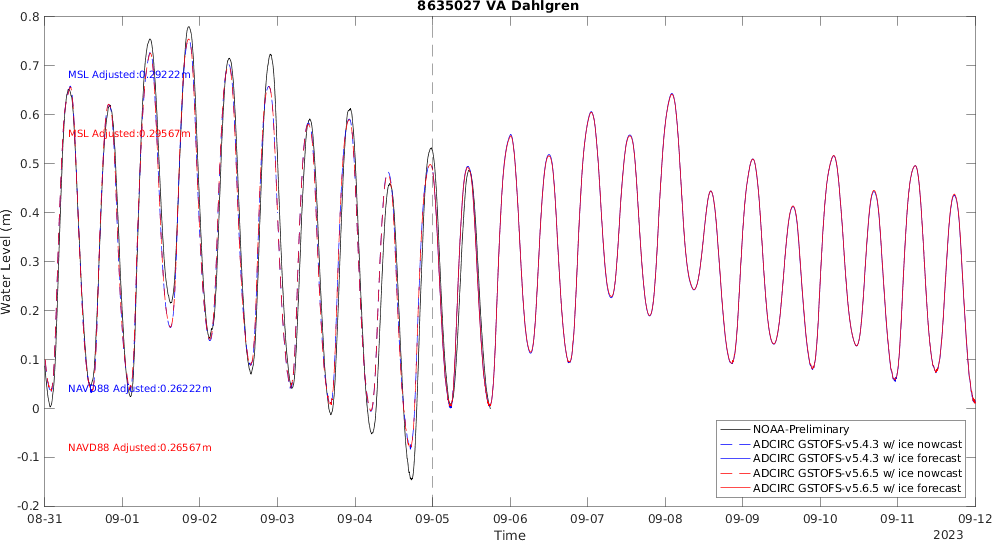 8635027 VA Dahlgren
0.8
0.7
0.6
0.5
0.4
0.3
0.2
0.1
0
-0.1
-0.2
Water Level (m)
MSL Adjusted:0.29222m
MSL Adjusted:0.29567m
NAVD88 Adjusted:0.26222m
NAVD88 Adjusted:0.26567m
NOAA-Preliminary
ADCIRC GSTOFS-v5.4.3 w/ ice nowcast
ADCIRC GSTOFS-v5.4.3 w/ ice forecast
ADCIRC GSTOFS-v5.6.5 w/ ice nowcast
ADCIRC GSTOFS-v5.6.5 w/ ice forecast
08-31 09-01 09-02 09-03 09-04 09-05 09-06 09-07 09-08 09-09 09-10 09-11 09-12
Time
2023